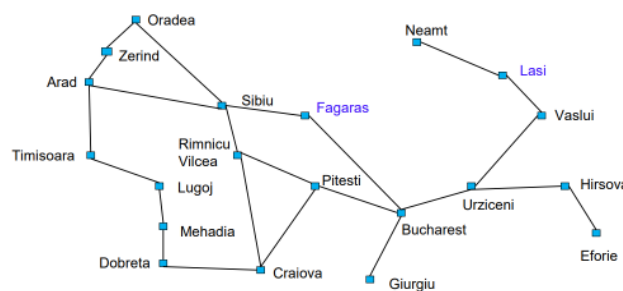 Oradea
Neamt
Zerind
Lasi
Arad
Sibiu
Fagaras
Vaslui
Timisoara
Rimnicu
Vilcea
Lugoj
Pitesti
Hirsova
Urziceni
Mehadia
Bucharest
Eforie
Dobreta
Craiova
Giurgiu